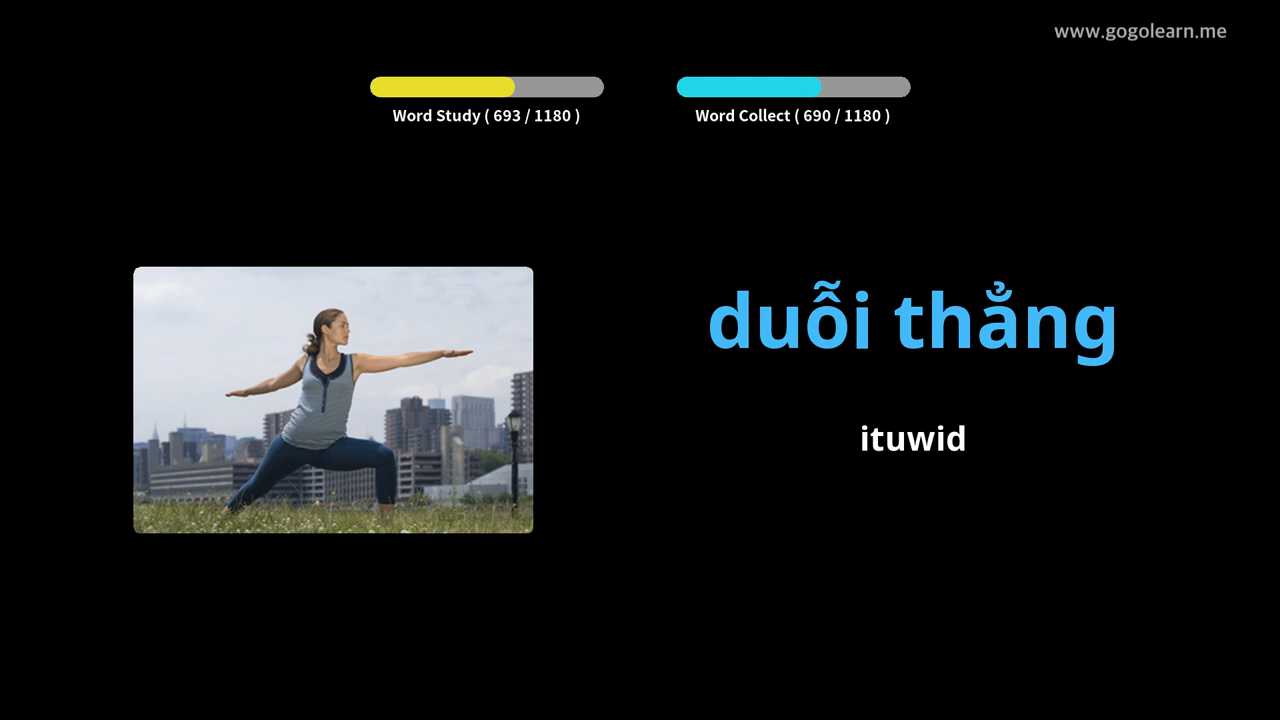 www.gogolearn.me
Word Study ( 693 / 1180 )
Word Collect ( 690 / 1180 )
duỗi thẳng
ituwid